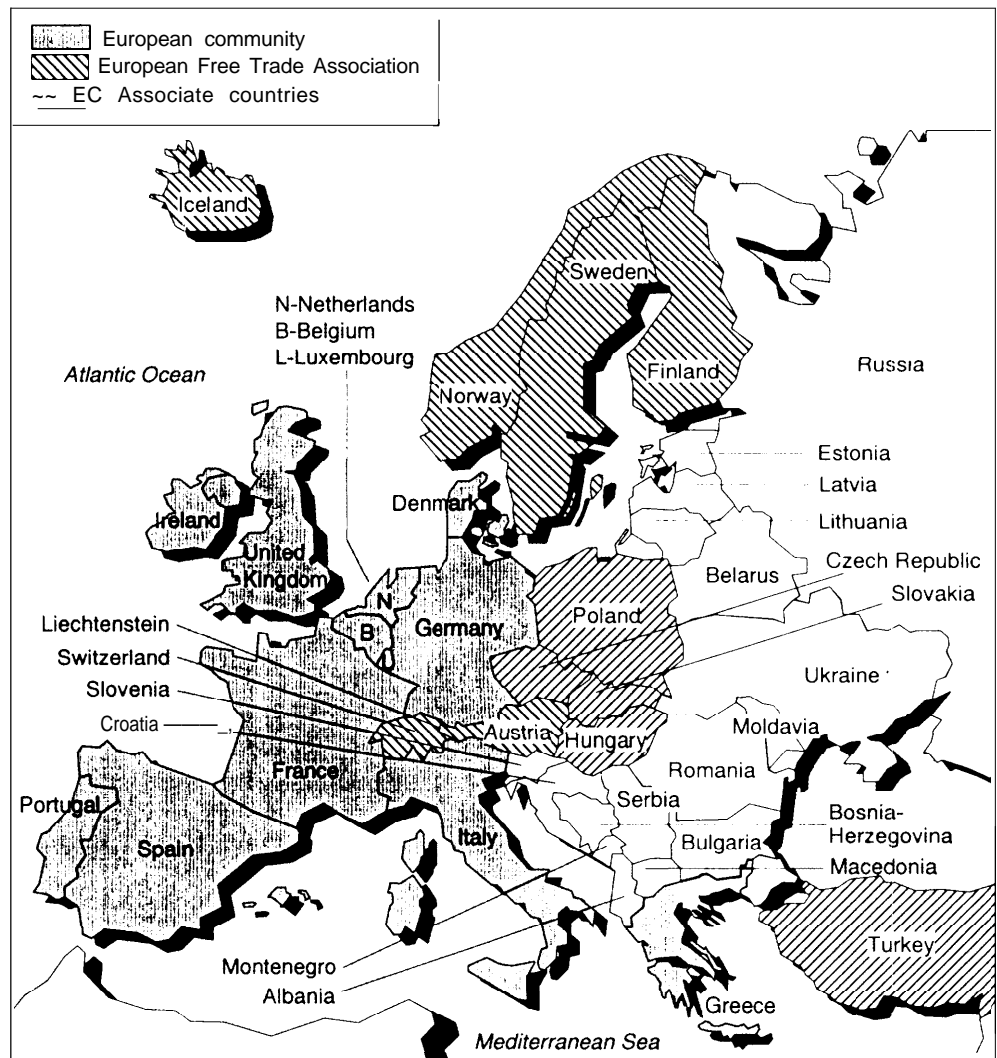 European community
European Free Trade Association
~~ EC Associate countries
Iceland
Sweden
N-Netherlands
B-Belgium
L-Luxembourg
Atlantic Ocean
Russia
Finland
Norway
Estonia
Denmark
Latvia
Ireland
Lithuania
United
Kingdom
Czech Republic
Belarus
Slovakia
N
Poland
Liechtenstein
B
Germany
L
Switzerland
Ukraine
Slovenia
Croatia
Austria
Hungary
Moldavia
France
Romania
Portugal
Serbia
Bosnia-
Herzegovina
Spain
Italy
Bulgaria
Macedonia
Turkey
Montenegro
Albania
Greece
Mediterranean Sea